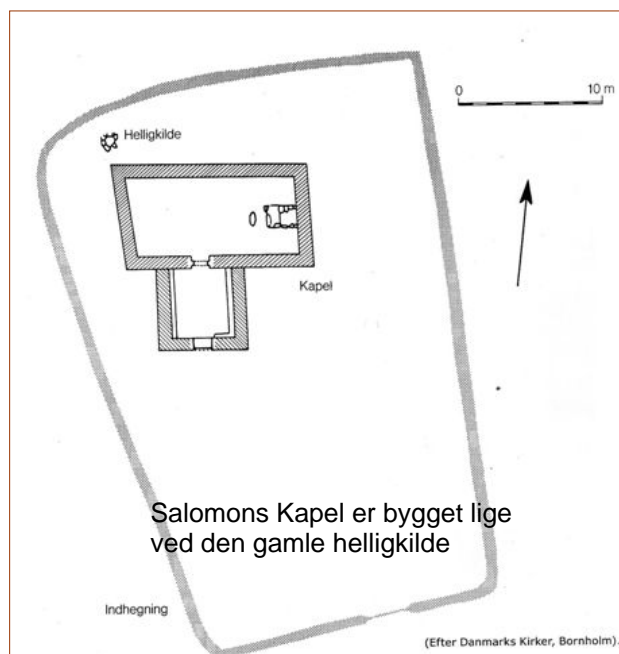 0 10 m
Helligkilde
Kapel
Salomons Kapel er bygget lige
ved den gamle helligkilde
Indhegning
(Efter Danmarks Kirker, Bornholm).